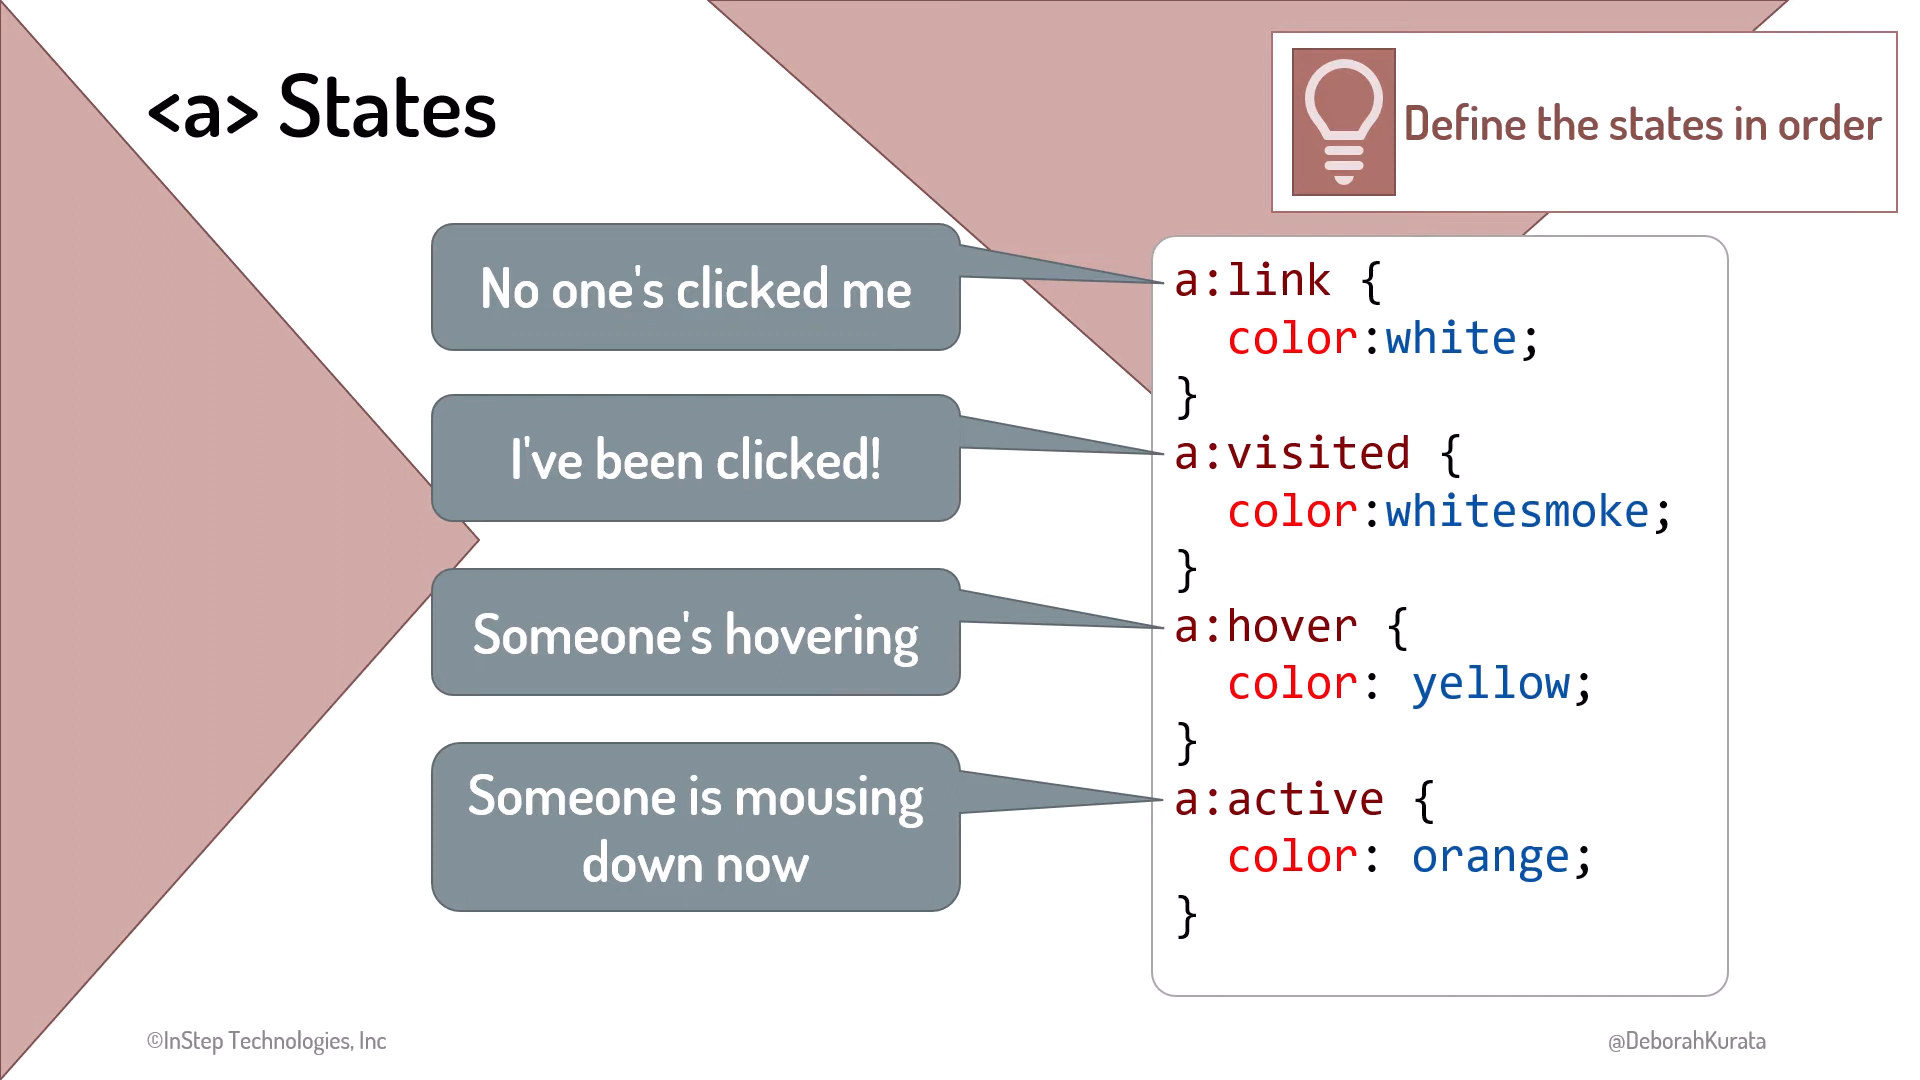 <a> States
Define the states in order
No one's clicked me
I've been clicked!
Someone's hovering
Someone is mousing
down now
a:link {
  color:white;
}
a:visited {
  color:whitesmoke;
}
a:hover {
  color: yellow;
}
a:active {
  color: orange;
}
©InStep Technologies, Inc
@DeborahKurata